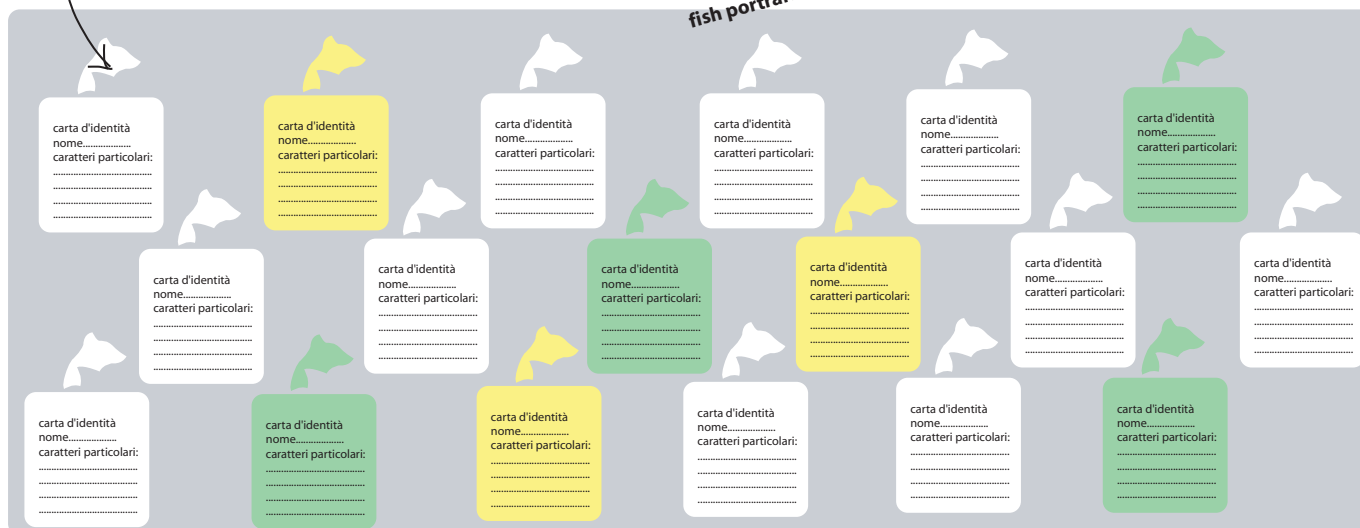 fish portra
carta d'identità
nome...................
caratteri particolari:
carta d'identità
nome...................
caratteri particolari:
carta d'identità
nome...................
caratteri particolari:
carta d'identità
nome...................
caratteri particolari:
carta d'identità
nome...................
caratteri particolari:
carta d'identità
nome...................
caratteri particolari:
carta d'identità
nome...................
caratteri particolari:
carta d'identità
nome...................
caratteri particolari:
carta d'identità
nome...................
caratteri particolari:
carta d'identità
nome...................
caratteri particolari:
carta d'identità
nome...................
caratteri particolari:
carta d'identità
nome...................
caratteri particolari:
carta d'identità
nome...................
caratteri particolari:
carta d'identità
nome...................
caratteri particolari:
carta d'identità
nome...................
caratteri particolari:
carta d'identità
nome...................
caratteri particolari:
carta d'identità
nome...................
caratteri particolari:
carta d'identità
nome...................
caratteri particolari: